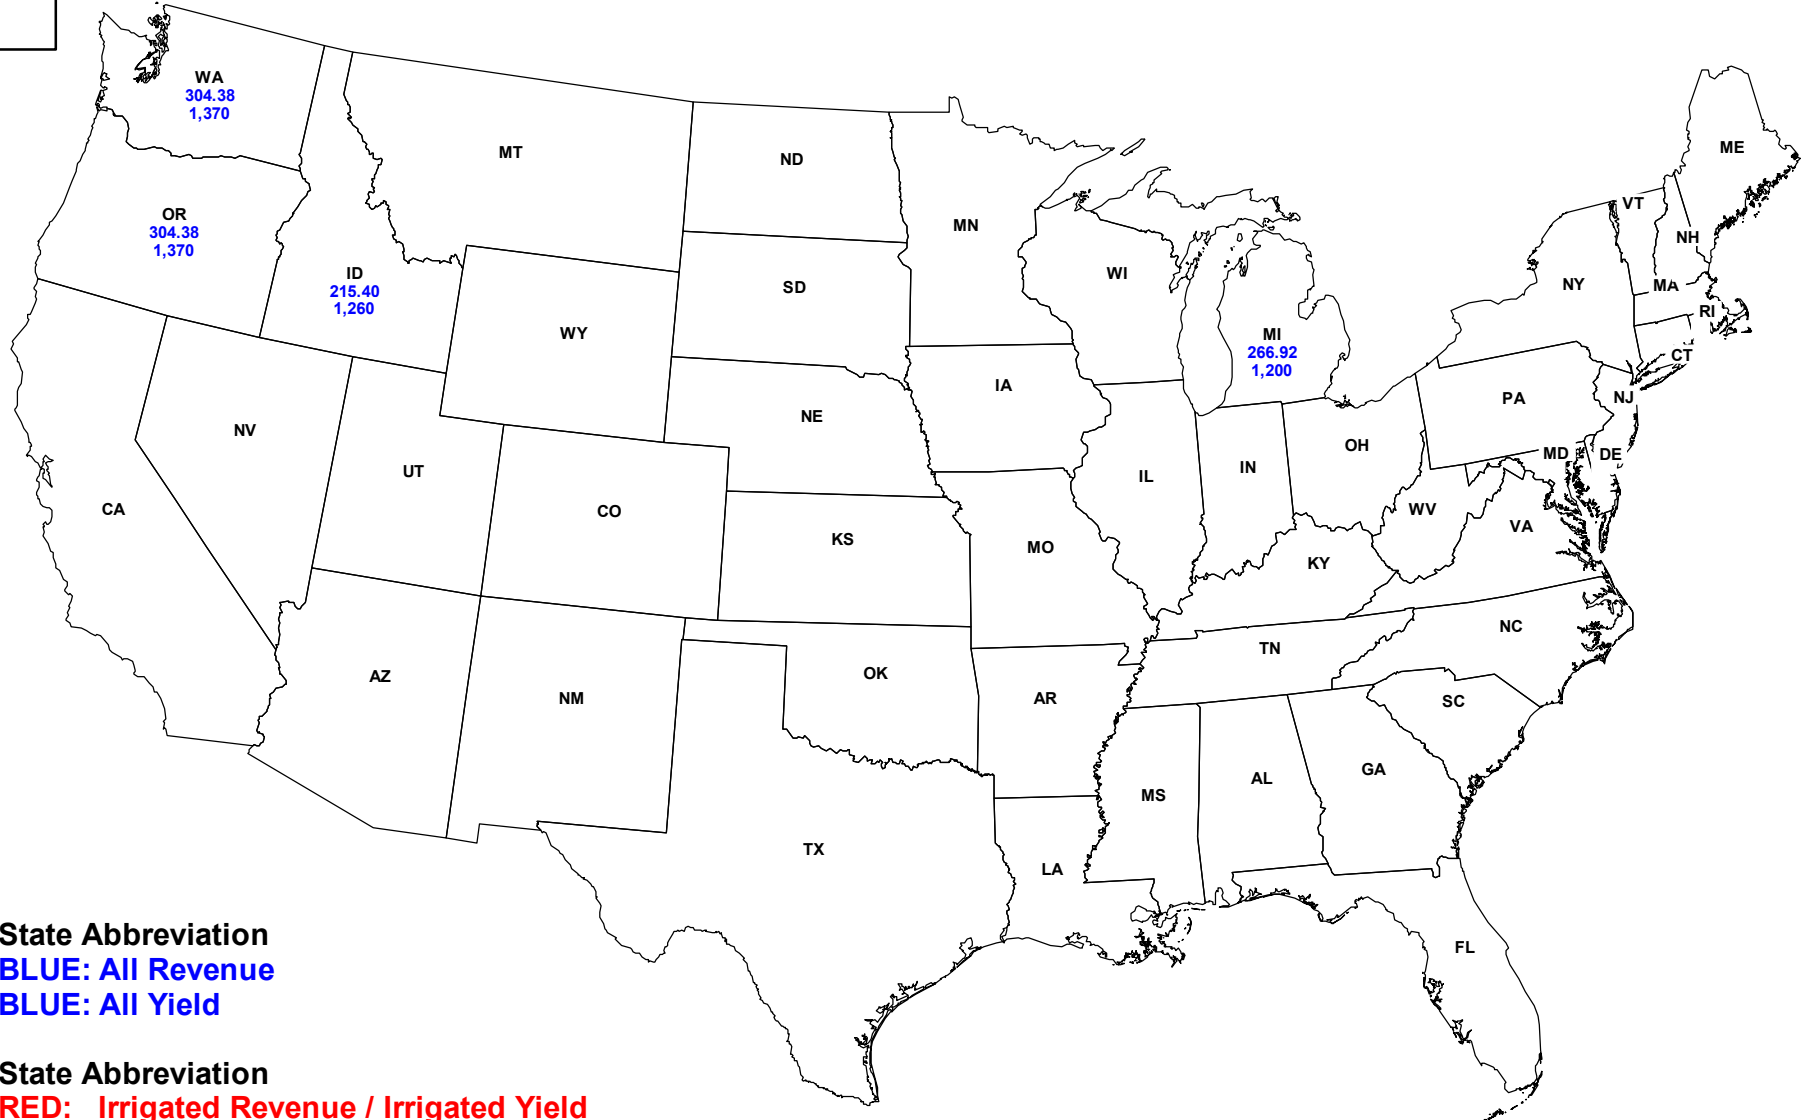 WA
304.38
1,370
MT
ND
MN
ME
OR
304.38
1,370
VT
NH
ID
215.40
1,260
SD
WI
NY
MA
RI
WY
MI
266.92
1,200
CT
IA
NE
PA
NJ
NV
UT
IL
IN
OH
MD
DE
CA
CO
KS
MO
WV
VA
KY
NC
TN
AZ
NM
OK
AR
SC
MS
AL
GA
TX
LA
FL
State Abbreviation
BLUE: All Revenue
BLUE: All Yield
State Abbreviation
RED: Irrigated Revenue / Irrigated Yield